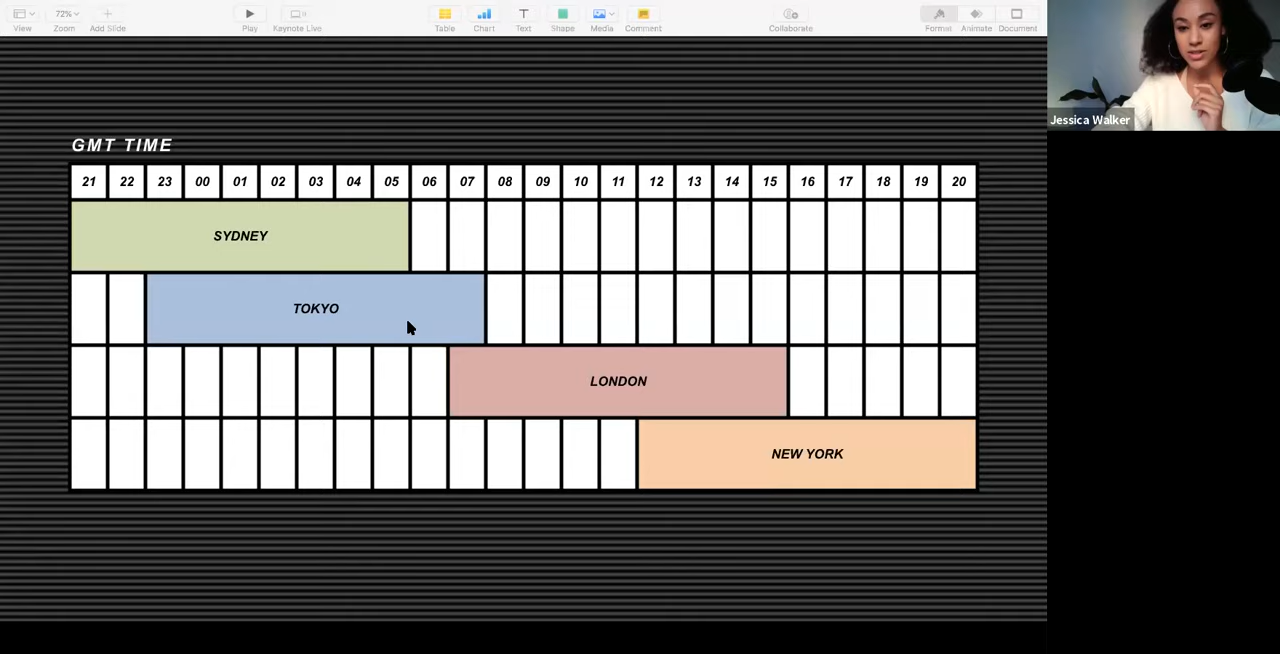 72%
View Zoom Add Slide Play Keynote Live Table Chart Text Shape Media Comment Collaborate Format Animate Document
Jessica Walker
GMT TIME
21 22 23 00 01 02 03 04 05 06 07 08 09 10 11 12 13 14 15 16 17 18 19 20
SYDNEY
TOKYO
LONDON
NEW YORK